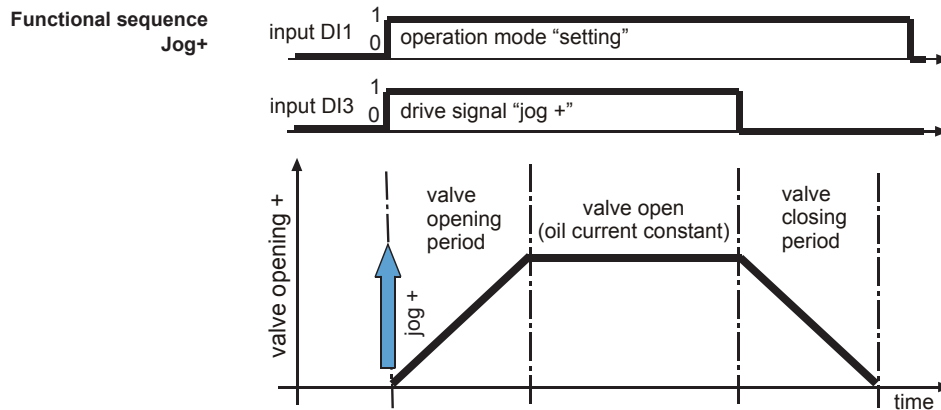 Functional sequence
Jog+
input DI1
1
0
operation mode “setting”
input DI3
1
0
drive signal “jog +”
valve opening +
jog +
valve
opening
period
valve open
(oil current constant)
valve
closing
period
time